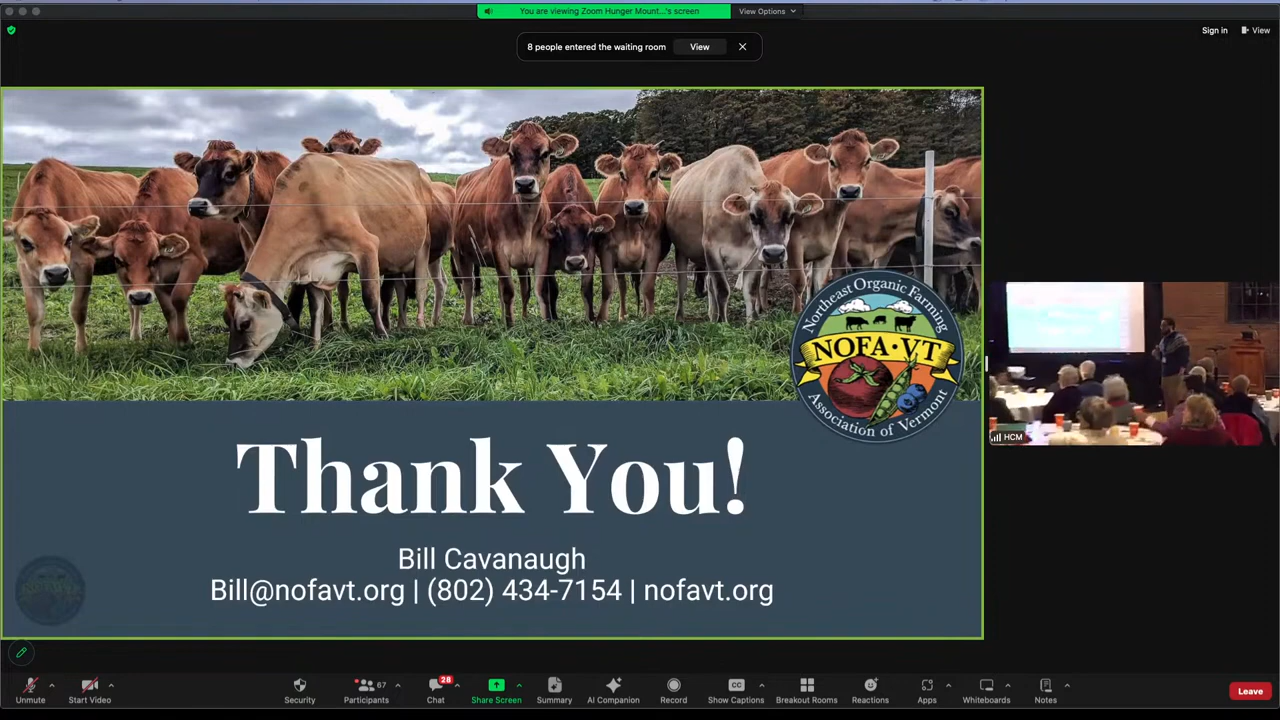 You are viewing Zoom Hunger Mount...'s screen
View Options
Sign in
View
8 people entered the waiting room
View
Northeast Organic Farming
NOFA•VT
Association of Vermont
HCM
Thank You!
Bill Cavanaugh
Bill@nofavt.org | (802) 434-7154 | nofavt.org
Unmute
Start Video
Security
Participants
67
Chat
28
Share Screen
Summary
AI Companion
Record
CC
Show Captions
Breakout Rooms
Reactions
Apps
Whiteboards
Notes
Leave